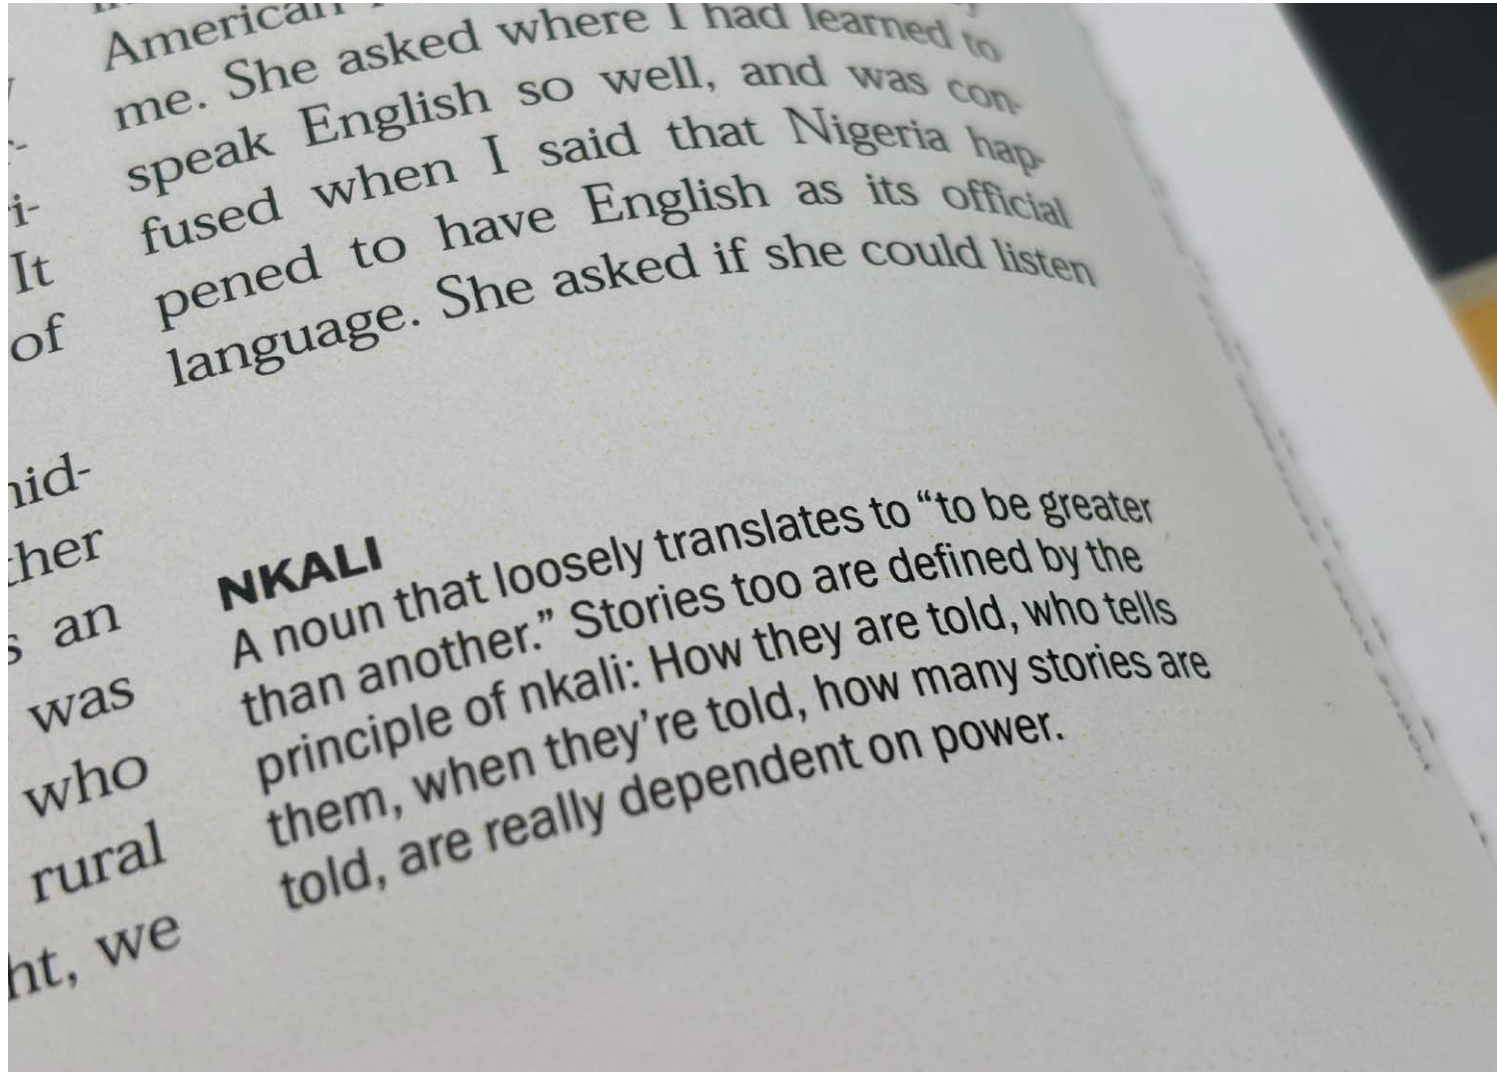 American
me. She asked where I had learned to
speak English so well, and was con-
fused when I said that Nigeria hap-
pened to have English as its official
language. She asked if she could listen
It
of
an
was
who
rural
we
NKALI
A noun that loosely translates to “to be greater
than another.” Stories too are defined by the
principle of nkali: How they are told, who tells
them, when they’re told, how many stories are
told, are really dependent on power.